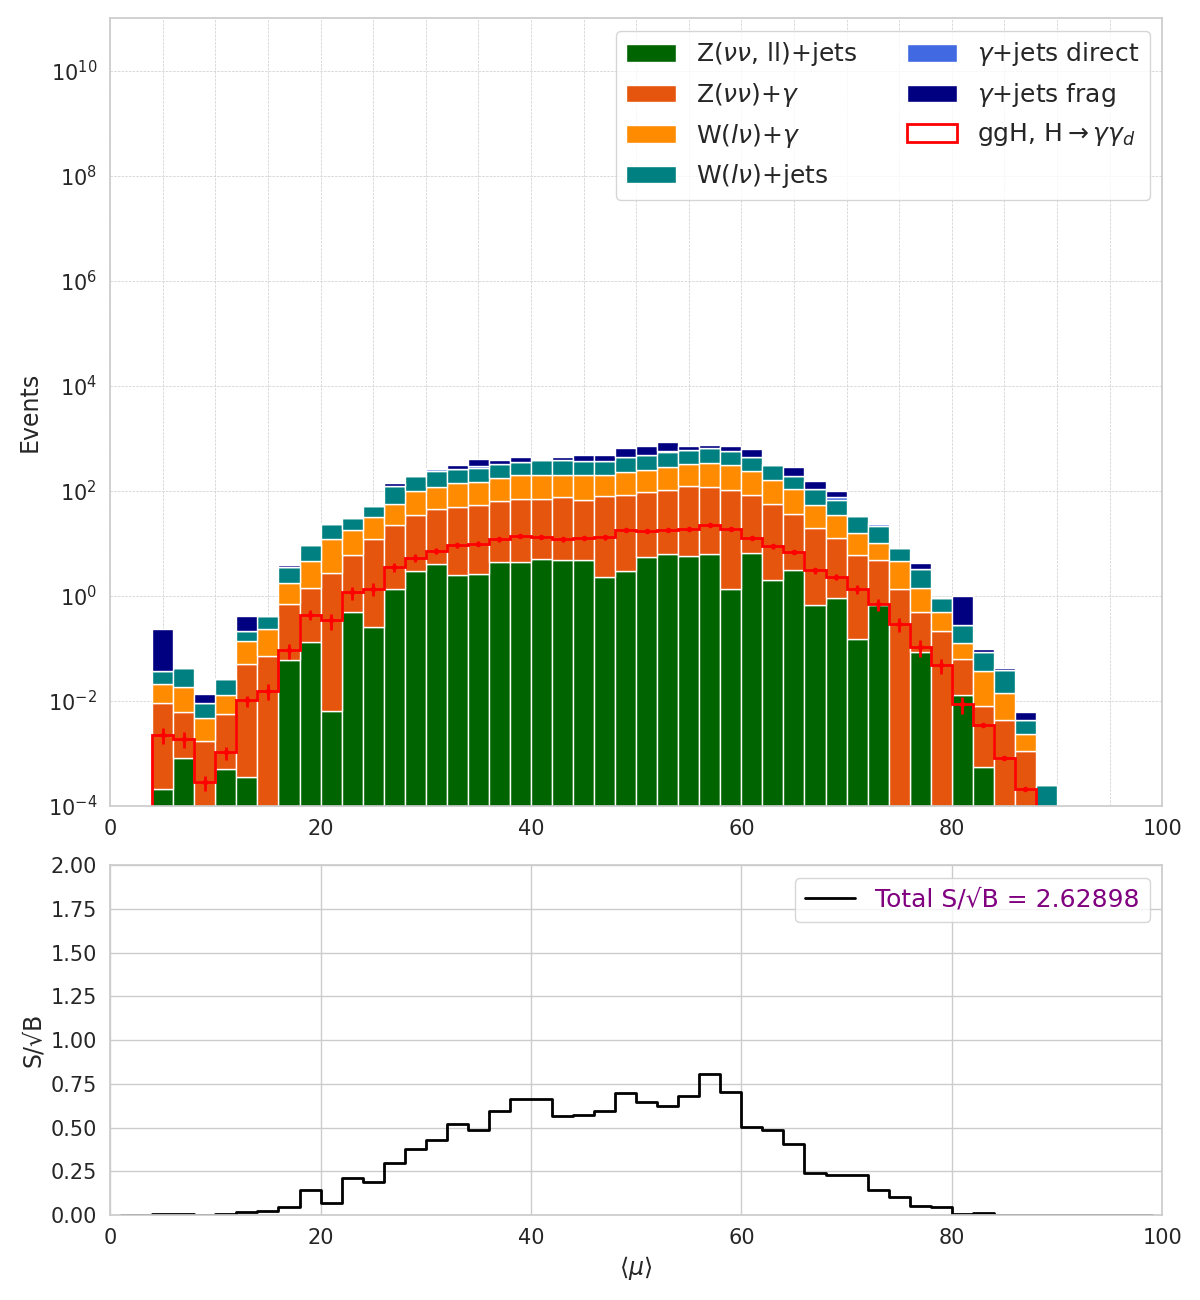 Z(νν, ll)+jets
Z(νν)+γ
W(lν)+γ
W(lν)+jets
γ+jets direct
γ+jets frag
ggH, H→γγ_d
Events
10^10
10^8
10^6
10^4
10^2
10^0
10^−2
10^−4
0 20 40 60 80 100
Total S/√B = 2.62898
S/√B
2.00
1.75
1.50
1.25
1.00
0.75
0.50
0.25
0.00
0 20 40 60 80 100
⟨μ⟩